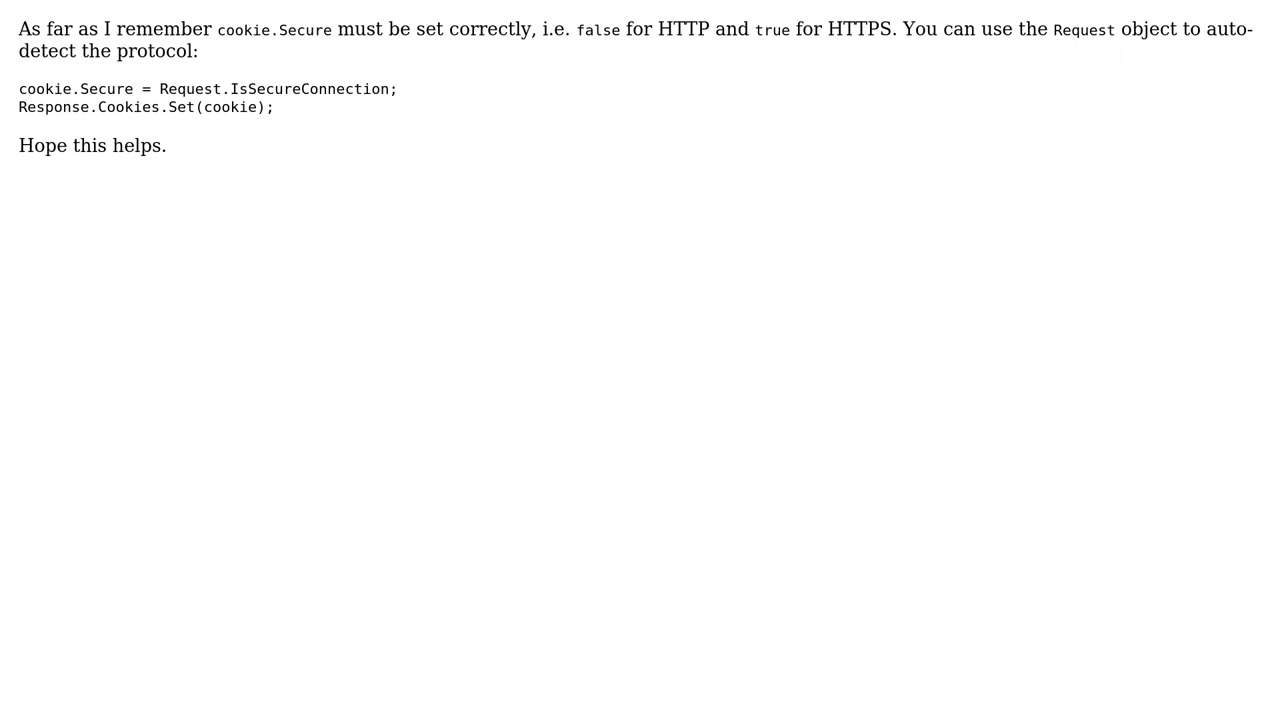 As far as I remember cookie.Secure must be set correctly, i.e. false for HTTP and true for HTTPS. You can use the Request object to auto-
detect the protocol:
cookie.Secure = Request.IsSecureConnection;
Response.Cookies.Set(cookie);
Hope this helps.